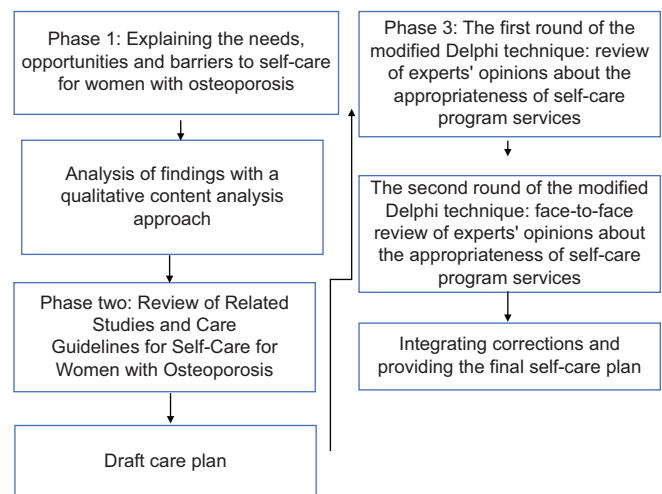 Phase 1: Explaining the needs,
opportunities and barriers to self-care
for women with osteoporosis
Analysis of findings with a
qualitative content analysis
approach
Phase two: Review of Related
Studies and Care
Guidelines for Self-Care for
Women with Osteoporosis
Draft care plan
Phase 3: The first round of the
modified Delphi technique: review
of experts' opinions about the
appropriateness of self-care
program services
The second round of the modified
Delphi technique: face-to-face
review of experts' opinions about
the appropriateness of self-care
program services
Integrating corrections and
providing the final self-care plan